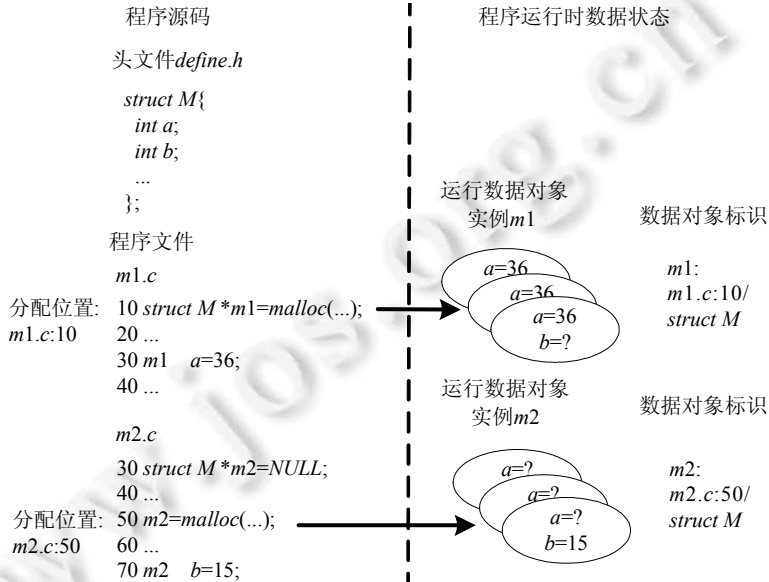 程序源码
头文件define.h
struct M{
int a;
int b;
...
};
程序文件
m1.c
分配位置:
m1.c:10
10 struct M *m1=malloc(...);
20 ...
30 m1 a=36;
40 ...
m2.c
30 struct M *m2=NULL;
40 ...
分配位置:
m2.c:50
50 m2=malloc(...);
60 ...
70 m2 b=15;
程序运行时数据状态
运行数据对象
实例m1
a=36
a=36
a=36
b=?
数据对象标识
m1:
m1.c:10/
struct M
运行数据对象
实例m2
a=?
a=?
a=?
b=15
数据对象标识
m2:
m2.c:50/
struct M
www.jos.org.cn